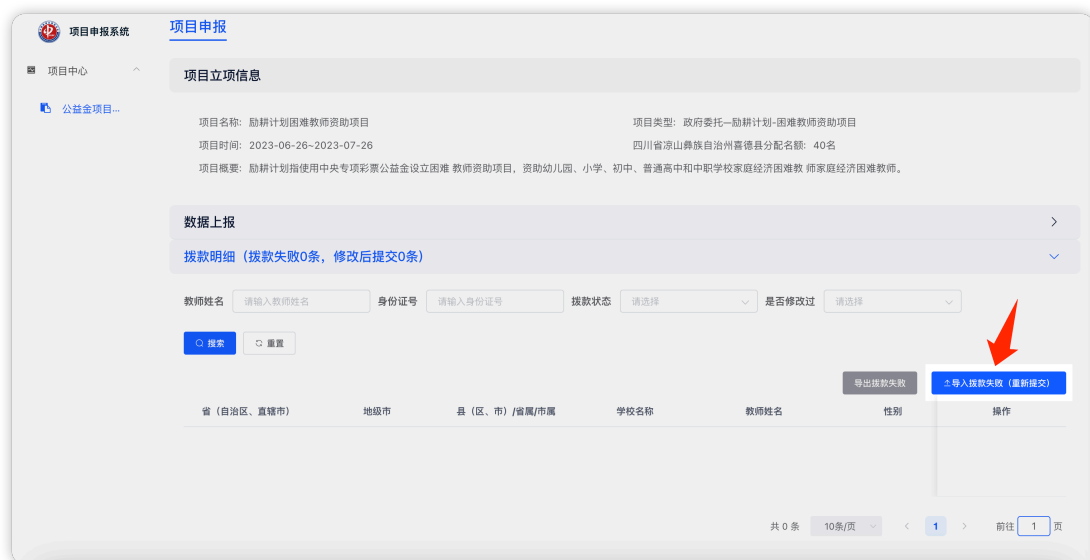 项目申报系统
项目申报
项目中心
公益金项目...
项目立项信息
项目名称: 励耕计划困难教师资助项目
项目类型: 政府委托—励耕计划-困难教师资助项目
项目时间: 2023-06-26~2023-07-26
四川省凉山彝族自治州喜德县分配名额: 40名
项目概要: 励耕计划指使用中央专项彩票公益金设立困难 教师资助项目，资助幼儿园、小学、初中、普通高中和中职学校家庭经济困难教 师家庭经济困难教师。
数据上报
拨款明细（拨款失败0条，修改后提交0条）
教师姓名 请输入教师姓名 身份证号 请输入身份证号 拨款状态 请选择 是否修改过 请选择
搜索 重置
导出拨款失败 导入拨款失败（重新提交）
省（自治区、直辖市） 地级市 县（区、市）/省属/市属 学校名称 教师姓名 性别 操作
共 0 条 10条/页 1 前往 1 页